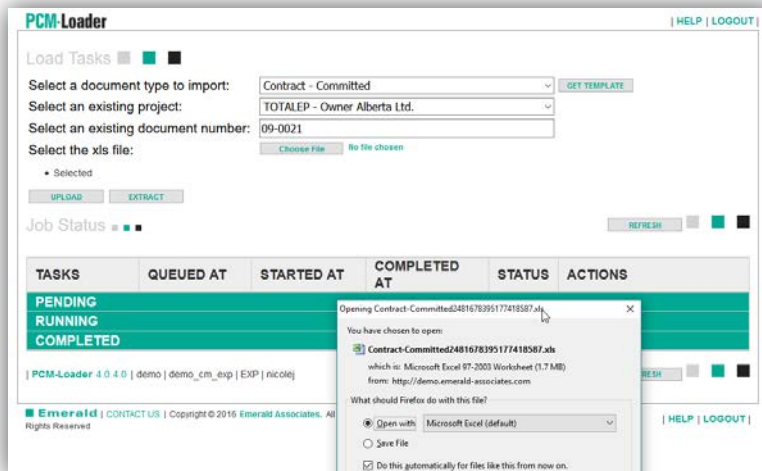 PCM-Loader
| HELP | LOGOUT |
Load Tasks
Select a document type to import: Contract - Committed GET TEMPLATE
Select an existing project: TOTALEP - Owner Alberta Ltd.
Select an existing document number: 09-0021
Select the xls file: Choose File No file chosen
• Selected
UPLOAD EXTRACT
Job Status
REFRESH
TASKS QUEUED AT STARTED AT COMPLETED AT STATUS ACTIONS
PENDING
RUNNING
COMPLETED
Opening Contract-Committed2481678395177418587.xls
You have chosen to open:
Contract-Committed2481678395177418587.xls
which is: Microsoft Excel 97-2003 Worksheet (1.7 MB)
from: http://demo.emerald-associates.com
What should Firefox do with this file?
Open with Microsoft Excel (default)
Save File
Do this automatically for files like this from now on.
| PCM-Loader 4.0.4.0 | demo | demo_cm_exp | EXP | nicolej
RESH
Emerald | CONTACT US | Copyright © 2016 Emerald Associates. All
Rights Reserved
| HELP | LOGOUT |